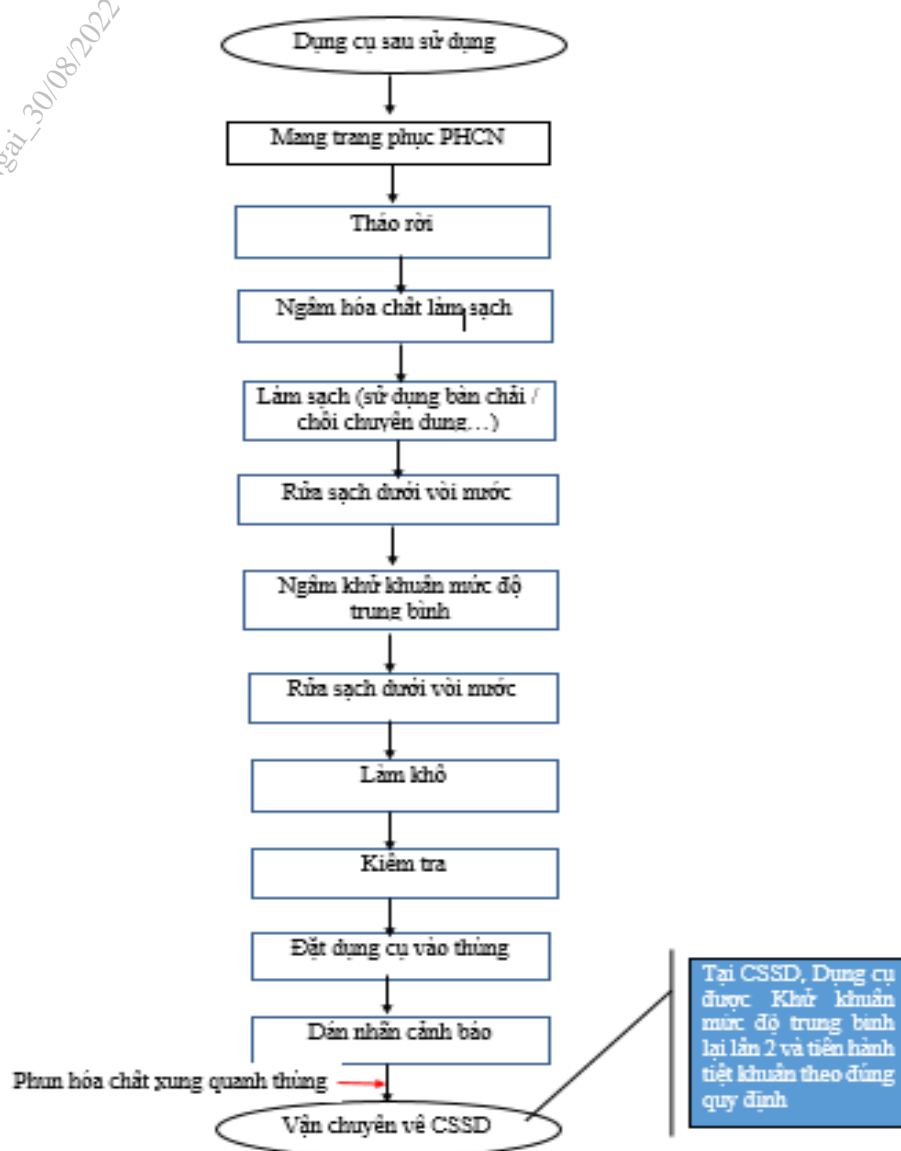 gai_30/08/2022
Dụng cụ sau sử dụng
Mang trang phục PHCN
Tháo rời
Ngâm hóa chất làm sạch
Làm sạch (sử dụng bàn chải /
chổi chuyên dụng…)
Rửa sạch dưới vòi nước
Ngâm khử khuẩn mức độ
trung bình
Rửa sạch dưới vòi nước
Làm khô
Kiểm tra
Đặt dụng cụ vào thùng
Dán nhãn cảnh báo
Phun hóa chất xung quanh thùng
Vận chuyển về CSSD
Tại CSSD, Dụng cụ
được Khử khuẩn
mức độ trung bình
lại lần 2 và tiến hành
tiệt khuẩn theo đúng
quy định